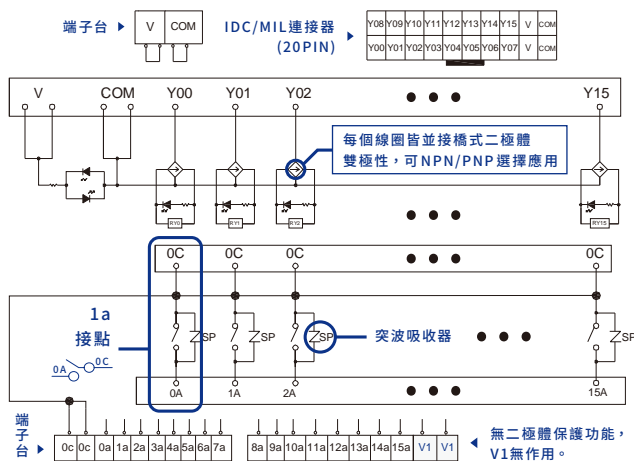 端子台
V COM
IDC/MIL連接器
(20PIN)
Y08 Y09 Y10 Y11 Y12 Y13 Y14 Y15 V COM
Y00 Y01 Y02 Y03 Y04 Y05 Y06 Y07 V COM
V COM Y00 Y01 Y02 Y15
每個線圈皆並接橋式二極體
雙極性，可NPN/PNP選擇應用
RY0 RY1 RY2 RY15
0C 0C 0C 0C
1a
接點
0A 0C
SP SP SP SP
突波吸收器
0A 1A 2A 15A
端子台
0c 0c 0a 1a 2a 3a 4a 5a 6a 7a
8a 9a 10a 11a 12a 13a 14a 15a V1 V1
無二極體保護功能，
V1無作用。